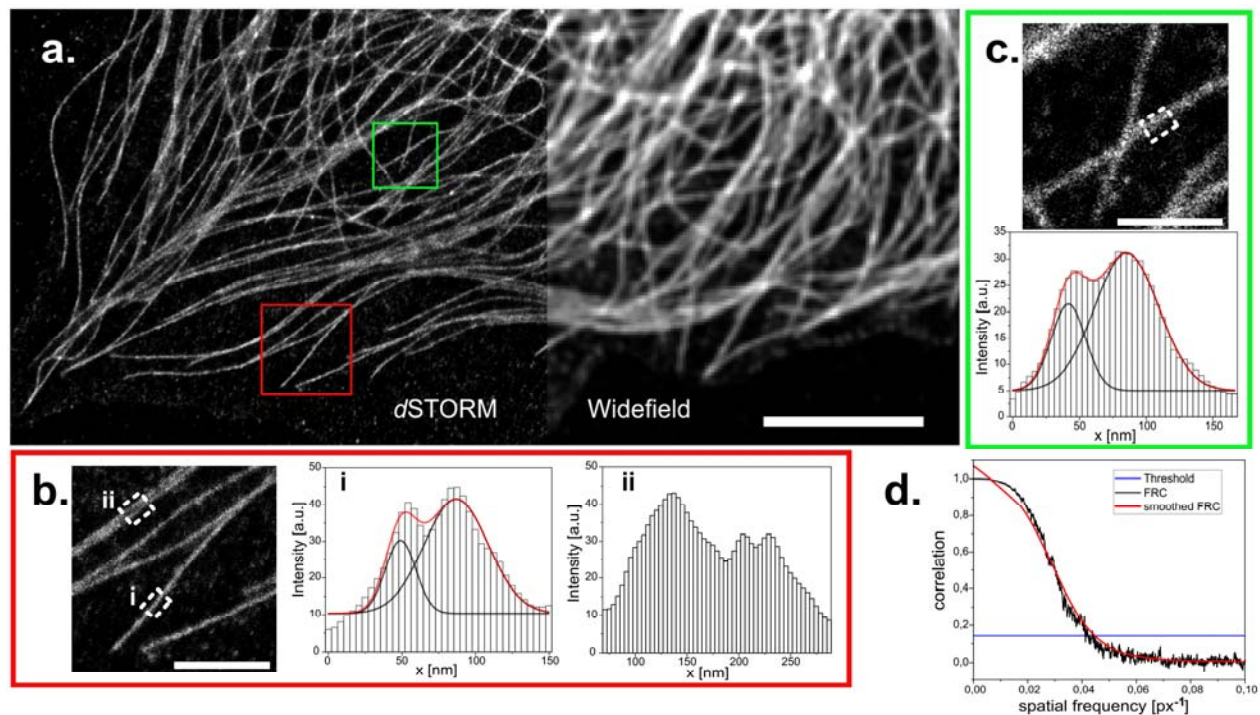 a.
dSTORM
Widefield
b.
ii
i
i
Intensity [a.u.]
50
40
30
20
10
0
0
50
100
150
x [nm]
ii
Intensity [a.u.]
50
40
30
20
10
0
100
150
200
250
x [nm]
c.
Intensity [a.u.]
35
30
25
20
15
10
5
0
50
100
150
x [nm]
d.
Threshold
FRC
smoothed FRC
correlation
1,0
0,8
0,6
0,4
0,2
0,0
0,00
0,02
0,04
0,06
0,08
0,10
spatial frequency [px⁻¹]